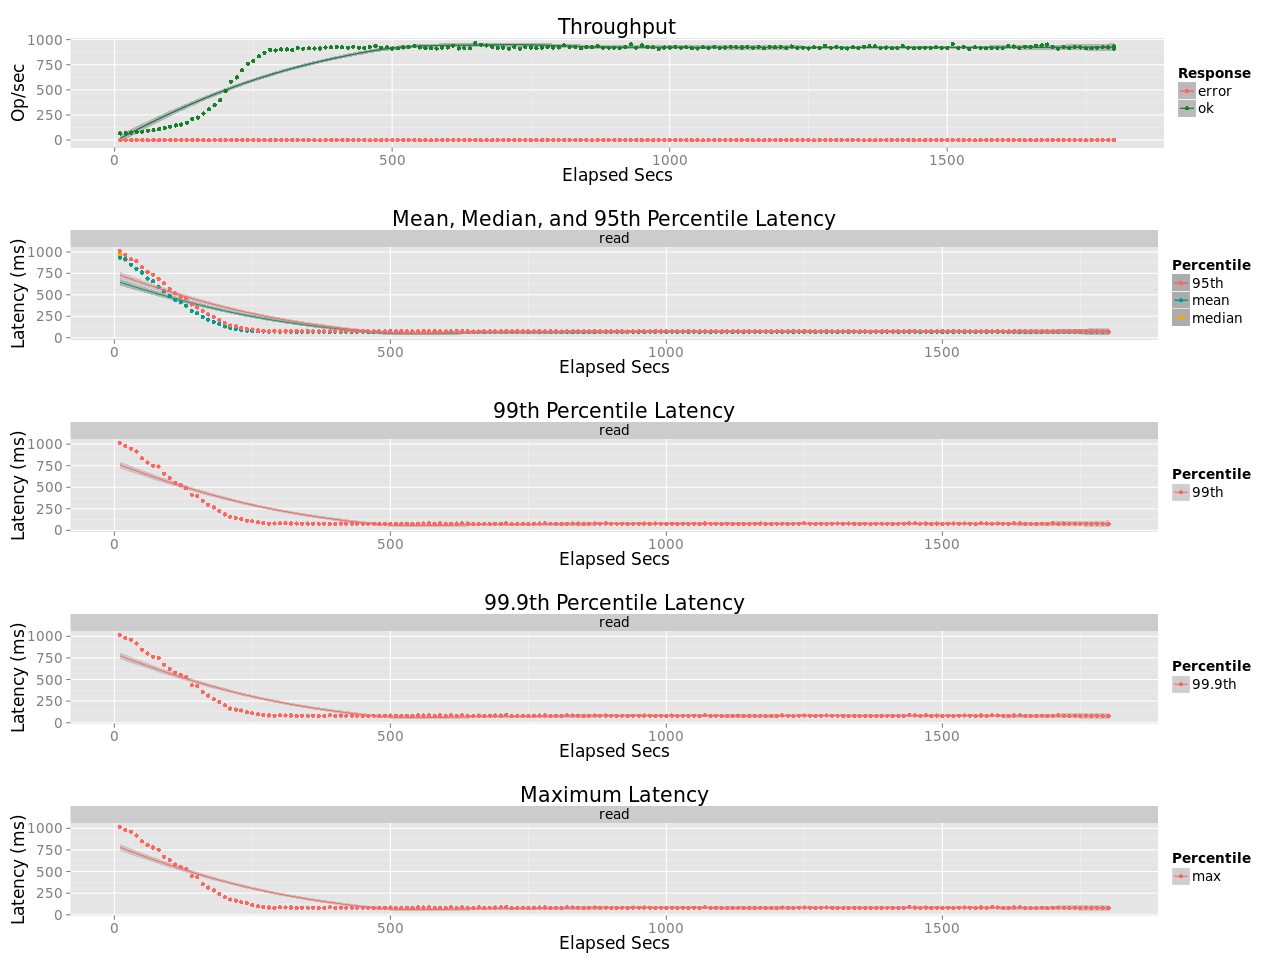 Throughput
1000
750
500
250
0
Op/sec
0 500 1000 1500
Elapsed Secs
Response
error
ok
Mean, Median, and 95th Percentile Latency
read
1000
750
500
250
0
Latency (ms)
0 500 1000 1500
Elapsed Secs
Percentile
95th
mean
median
99th Percentile Latency
read
1000
750
500
250
0
Latency (ms)
0 500 1000 1500
Elapsed Secs
Percentile
99th
99.9th Percentile Latency
read
1000
750
500
250
0
Latency (ms)
0 500 1000 1500
Elapsed Secs
Percentile
99.9th
Maximum Latency
read
1000
750
500
250
0
Latency (ms)
0 500 1000 1500
Elapsed Secs
Percentile
max